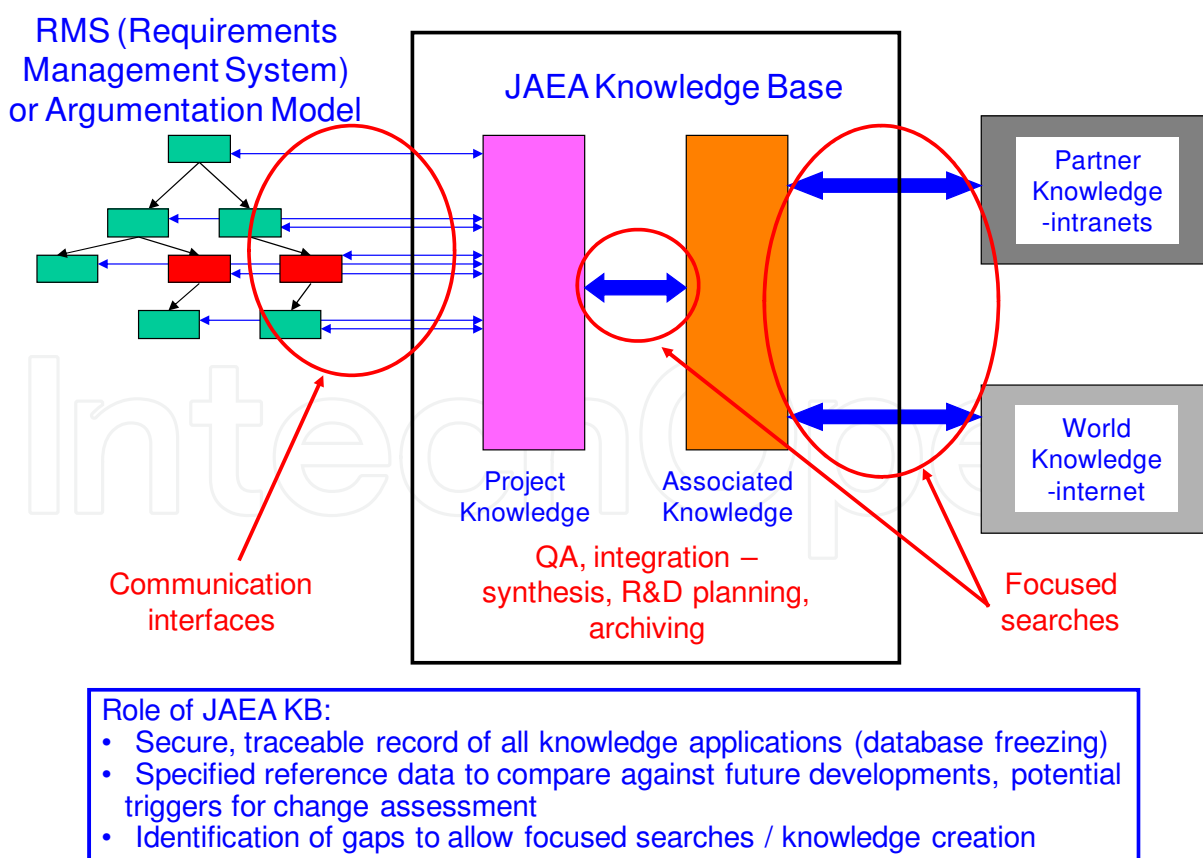 RMS (Requirements
Management System)
or Argumentation Model
JAEA Knowledge Base
Partner
Knowledge
-intranets
World
Knowledge
-internet
Project
Knowledge
Associated
Knowledge
QA, integration –
synthesis, R&D planning,
archiving
Communication
interfaces
Focused
searches
Role of JAEA KB:
• Secure, traceable record of all knowledge applications (database freezing)
• Specified reference data to compare against future developments, potential
triggers for change assessment
• Identification of gaps to allow focused searches / knowledge creation
IntechOpe